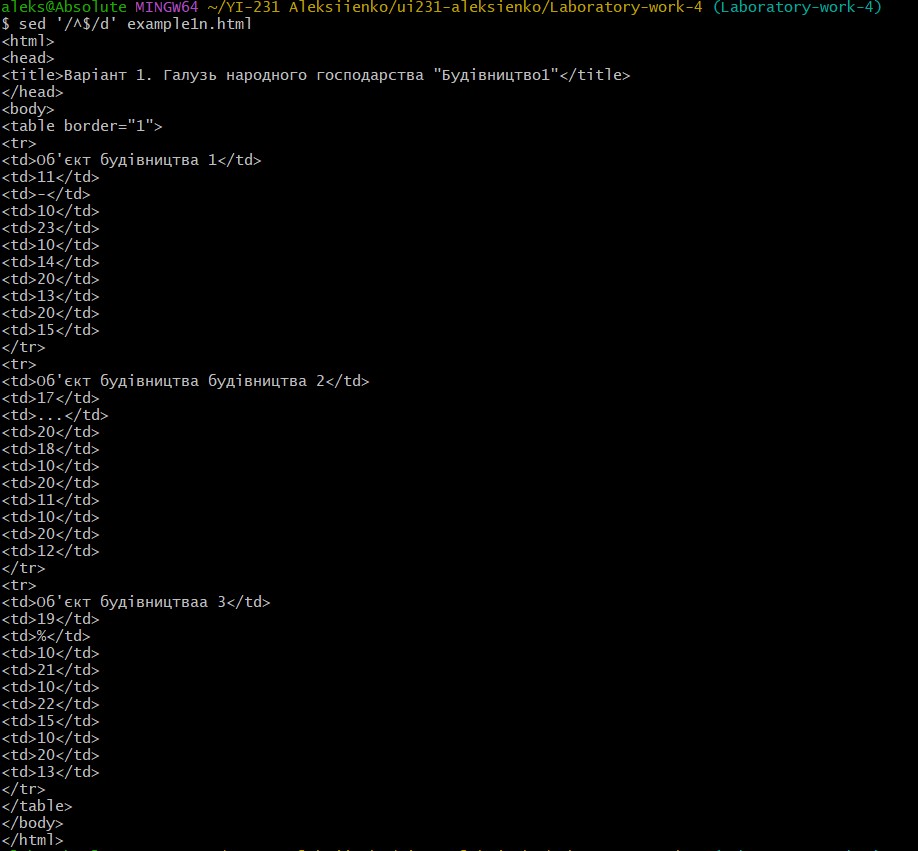 aleks@Absolute MINGW64 ~/YI-231 Aleksiienko/ui231-aleksienko/Laboratory-work-4 (Laboratory-work-4)
$ sed '/^$/d' example1n.html
<html>
<head>
<title>Варіант 1. Галузь народного господарства "Будівництво1"</title>
</head>
<body>
<table border="1">
<tr>
<td>Об'єкт будівництва 1</td>
<td>11</td>
<td>-</td>
<td>10</td>
<td>23</td>
<td>10</td>
<td>14</td>
<td>20</td>
<td>13</td>
<td>20</td>
<td>15</td>
</tr>
<tr>
<td>Об'єкт будівництва будівництва 2</td>
<td>17</td>
<td>...</td>
<td>20</td>
<td>18</td>
<td>10</td>
<td>20</td>
<td>11</td>
<td>10</td>
<td>20</td>
<td>12</td>
</tr>
<tr>
<td>Об'єкт будівництваа 3</td>
<td>19</td>
<td>%</td>
<td>10</td>
<td>21</td>
<td>10</td>
<td>22</td>
<td>15</td>
<td>10</td>
<td>20</td>
<td>13</td>
</tr>
</table>
</body>
</html>